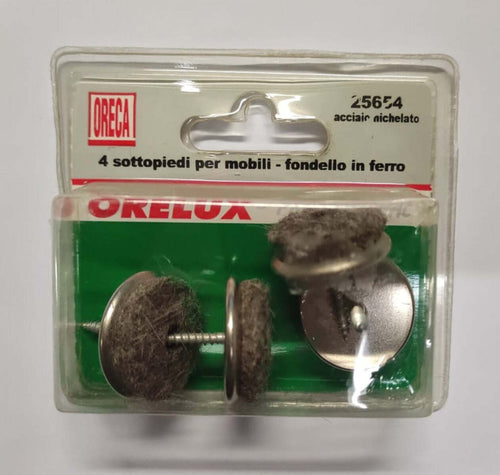 ORECA
25654
acciaio nichelato
4 sottopiedi per mobili - fondello in ferro
ORELUX